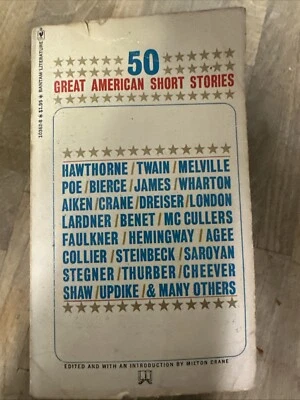 50
GREAT AMERICAN SHORT STORIES
HAWTHORNE/TWAIN/MELVILLE
POE/BIERCE/JAMES/WHARTON
AIKEN/CRANE/DREISER/LONDON
LARDNER/BENET/MC CULLERS
FAULKNER/HEMINGWAY/AGEE
COLLIER/STEINBECK/SAROYAN
STEGNER/THURBER/CHEEVER
SHAW/UPDIKE/& MANY OTHERS
EDITED AND WITH AN INTRODUCTION BY MILTON CRANE
$1.95 ★ BANTAM LITERATURE